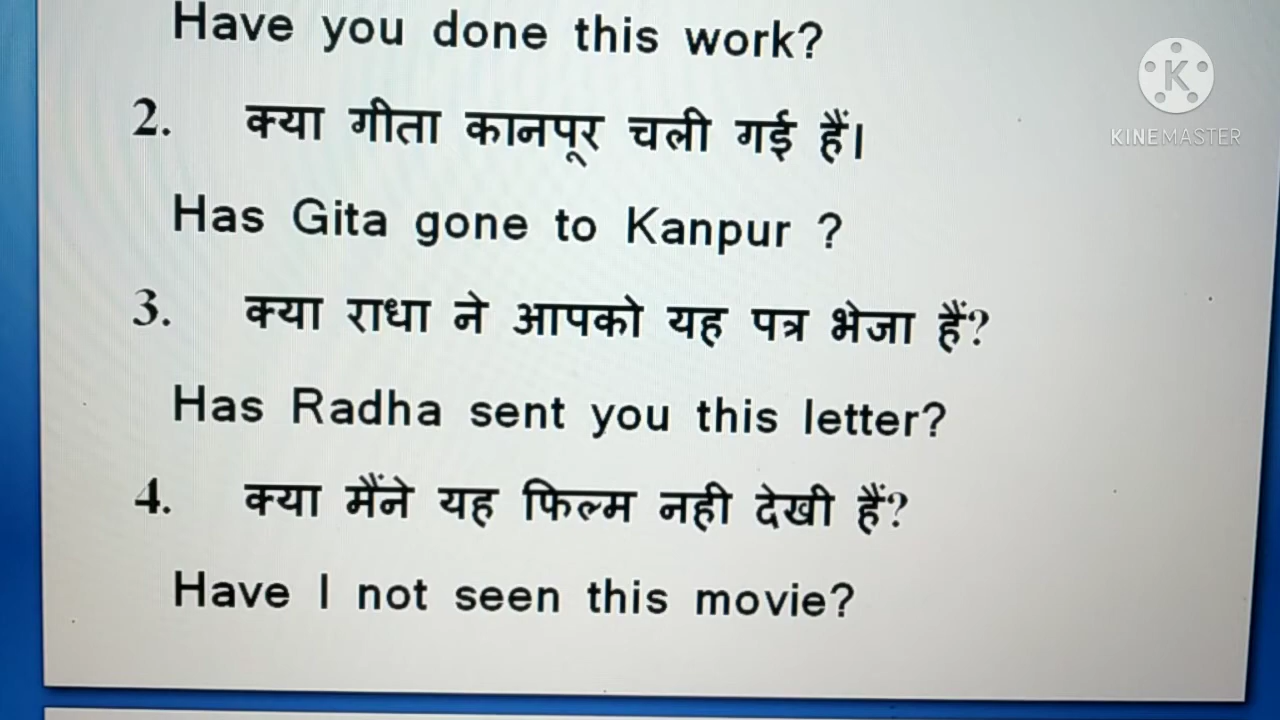 Have you done this work?
2. क्या गीता कानपूर चली गई हैं।
Has Gita gone to Kanpur ?
3. क्या राधा ने आपको यह पत्र भेजा हैं?
Has Radha sent you this letter?
4. क्या मैंने यह फिल्म नही देखी हैं?
Have I not seen this movie?
K
KINEMASTER